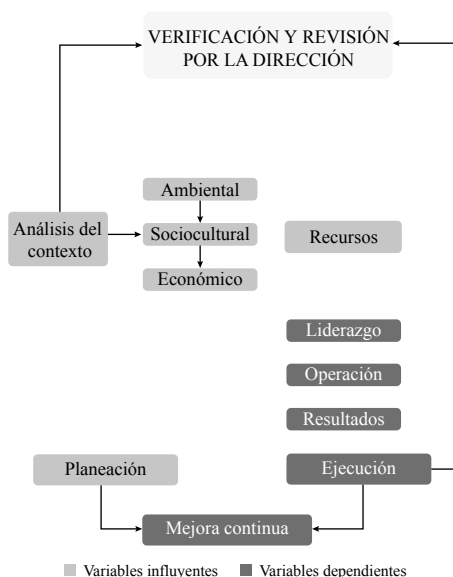 VERIFICACIÓN Y REVISIÓN
POR LA DIRECCIÓN
Ambiental
Análisis del
contexto
Sociocultural
Recursos
Económico
Liderazgo
Operación
Resultados
Planeación
Ejecución
Mejora continua
Variables influyentes
Variables dependientes